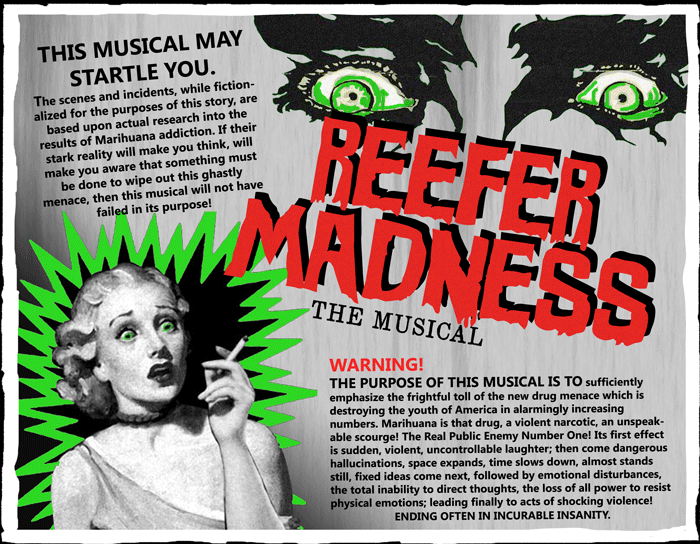 THIS MUSICAL MAY
STARTLE YOU.
The scenes and incidents, while fiction-
alized for the purposes of this story, are
based upon actual research into the
results of Marihuana addiction. If their
stark reality will make you think, will
make you aware that something must
be done to wipe out this ghastly
menace, then this musical will not have
failed in its purpose!
REEFER
MADNESS
THE MUSICAL
WARNING!
THE PURPOSE OF THIS MUSICAL IS TO sufficiently
emphasize the frightful toll of the new drug menace which is
destroying the youth of America in alarmingly increasing
numbers. Marihuana is that drug, a violent narcotic, an unspeak-
able scourge! The Real Public Enemy Number One! Its first effect
is sudden, violent, uncontrollable laughter; then come dangerous
hallucinations, space expands, time slows down, almost stands
still, fixed ideas come next, followed by emotional disturbances,
the total inability to direct thoughts, the loss of all power to resist
physical emotions; leading finally to acts of shocking violence!
ENDING OFTEN IN INCURABLE INSANITY.